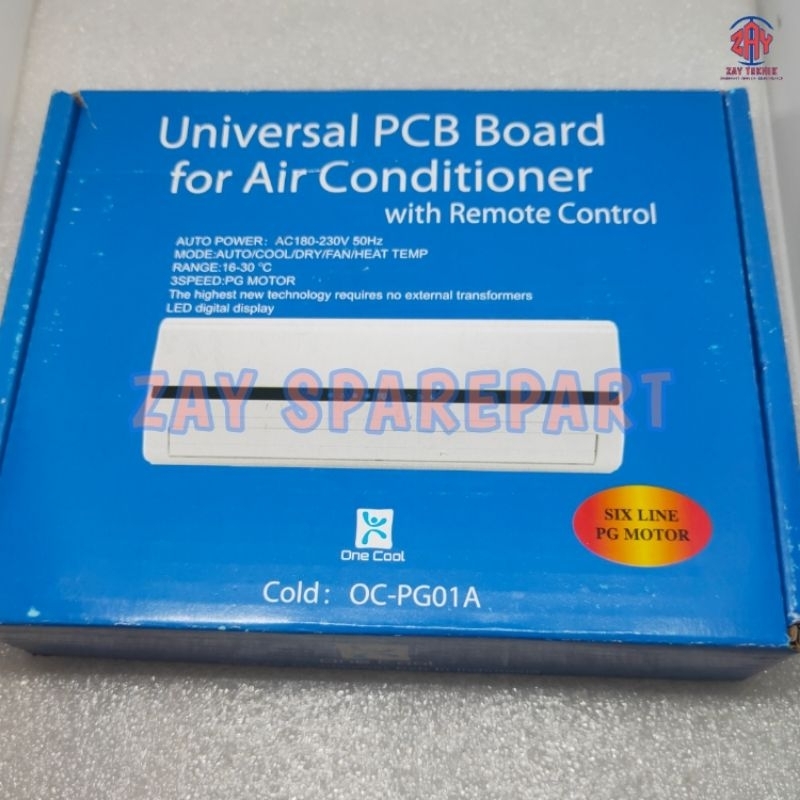 ZAY
ZAY TEKNIK
Universal PCB Board
for Air Conditioner
with Remote Control
AUTO POWER: AC180-230V 50Hz
MODE:AUTO/COOL/DRY/FAN/HEAT TEMP
RANGE:16-30 ℃
3SPEED:PG MOTOR
The highest new technology requires no external transformers
LED digital display
ZAY SPAREPART
SIX LINE
PG MOTOR
One Cool
Cold: OC-PG01A